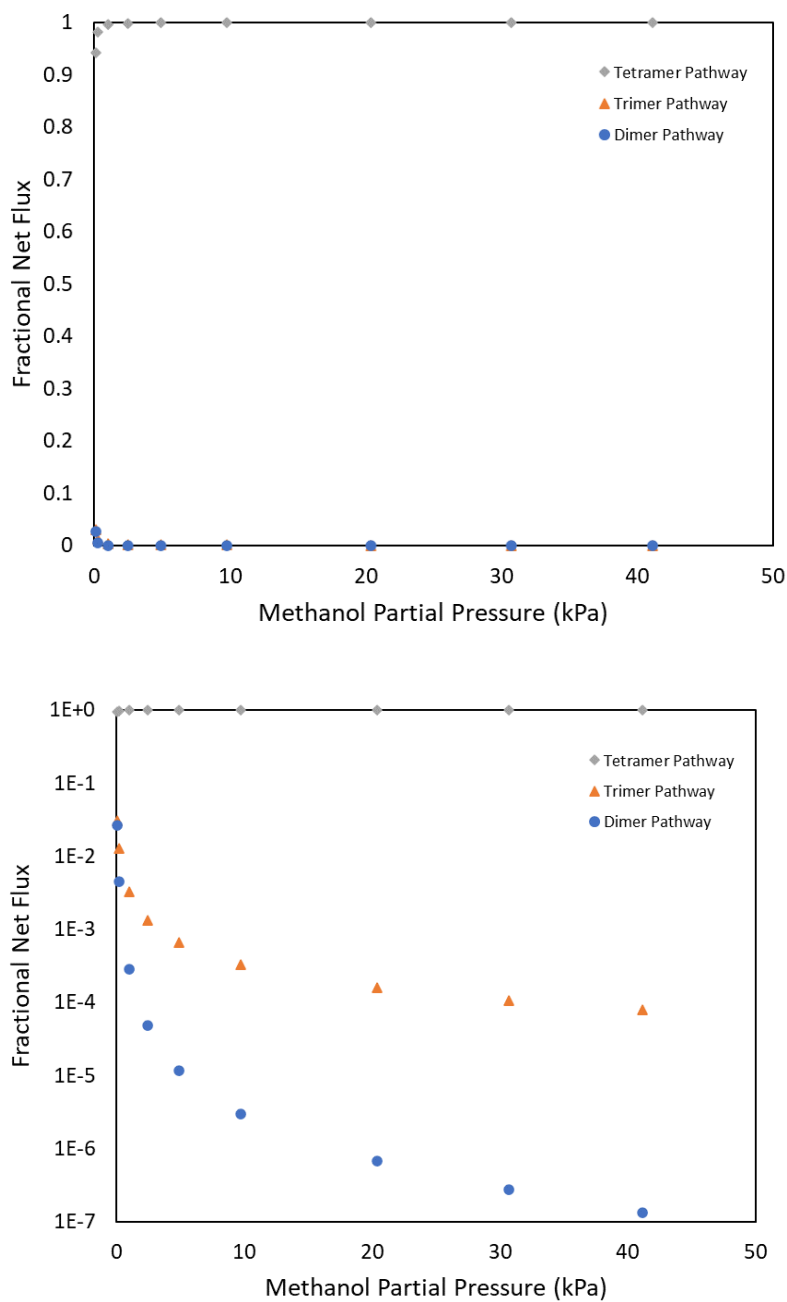 1
0.9
0.8
0.7
0.6
0.5
0.4
0.3
0.2
0.1
0
Fractional Net Flux
Tetramer Pathway
Trimer Pathway
Dimer Pathway
0 10 20 30 40 50
Methanol Partial Pressure (kPa)
1E+0
1E-1
1E-2
1E-3
1E-4
1E-5
1E-6
1E-7
Fractional Net Flux
Tetramer Pathway
Trimer Pathway
Dimer Pathway
0 10 20 30 40 50
Methanol Partial Pressure (kPa)